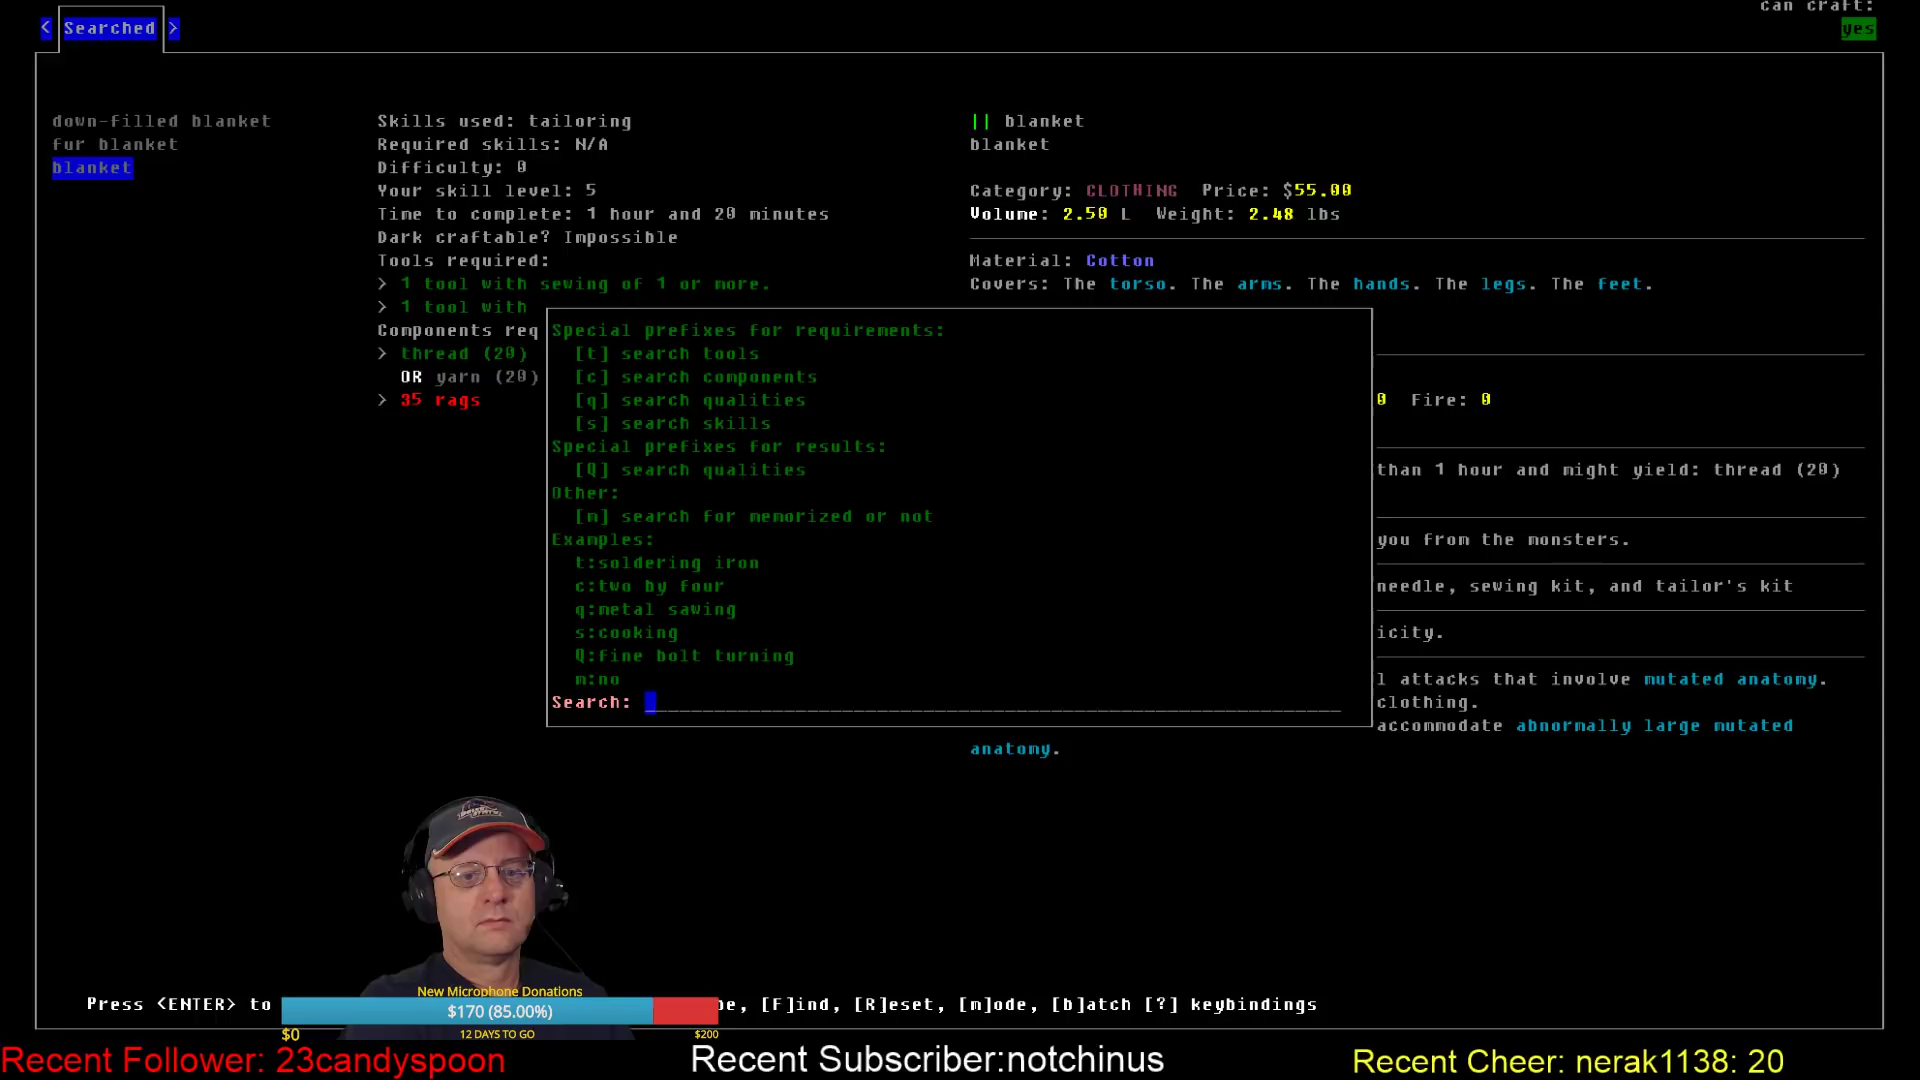 can craft:
< Searched >
yes
down-filled blanket
fur blanket
blanket
Skills used: tailoring
Required skills: N/A
Difficulty: 0
Your skill level: 5
Time to complete: 1 hour and 20 minutes
Dark craftable? Impossible
Tools required:
> 1 tool with sewing of 1 or more.
> 1 tool with
Components req
> thread (20)
OR yarn (20)
> 35 rags
|| blanket
blanket
Category: CLOTHING Price: $55.00
Volume: 2.50 L Weight: 2.48 lbs
Material: Cotton
Covers: The torso. The arms. The hands. The legs. The feet.
0 Fire: 0
than 1 hour and might yield: thread (20)
you from the monsters.
needle, sewing kit, and tailor's kit
icity.
l attacks that involve mutated anatomy.
clothing.
accommodate abnormally large mutated
anatomy.
Special prefixes for requirements:
[t] search tools
[c] search components
[q] search qualities
[s] search skills
Special prefixes for results:
[Q] search qualities
Other:
[m] search for memorized or not
Examples:
t:soldering iron
c:two by four
q:metal sawing
s:cooking
Q:fine bolt turning
m:no
Search:
Press <ENTER> to
be, [F]ind, [R]eset, [m]ode, [b]atch [?] keybindings
New Microphone Donations
$170 (85.00%)
$0
12 DAYS TO GO
$200
Recent Follower: 23candyspoon
Recent Subscriber:notchinus
Recent Cheer: nerak1138: 20